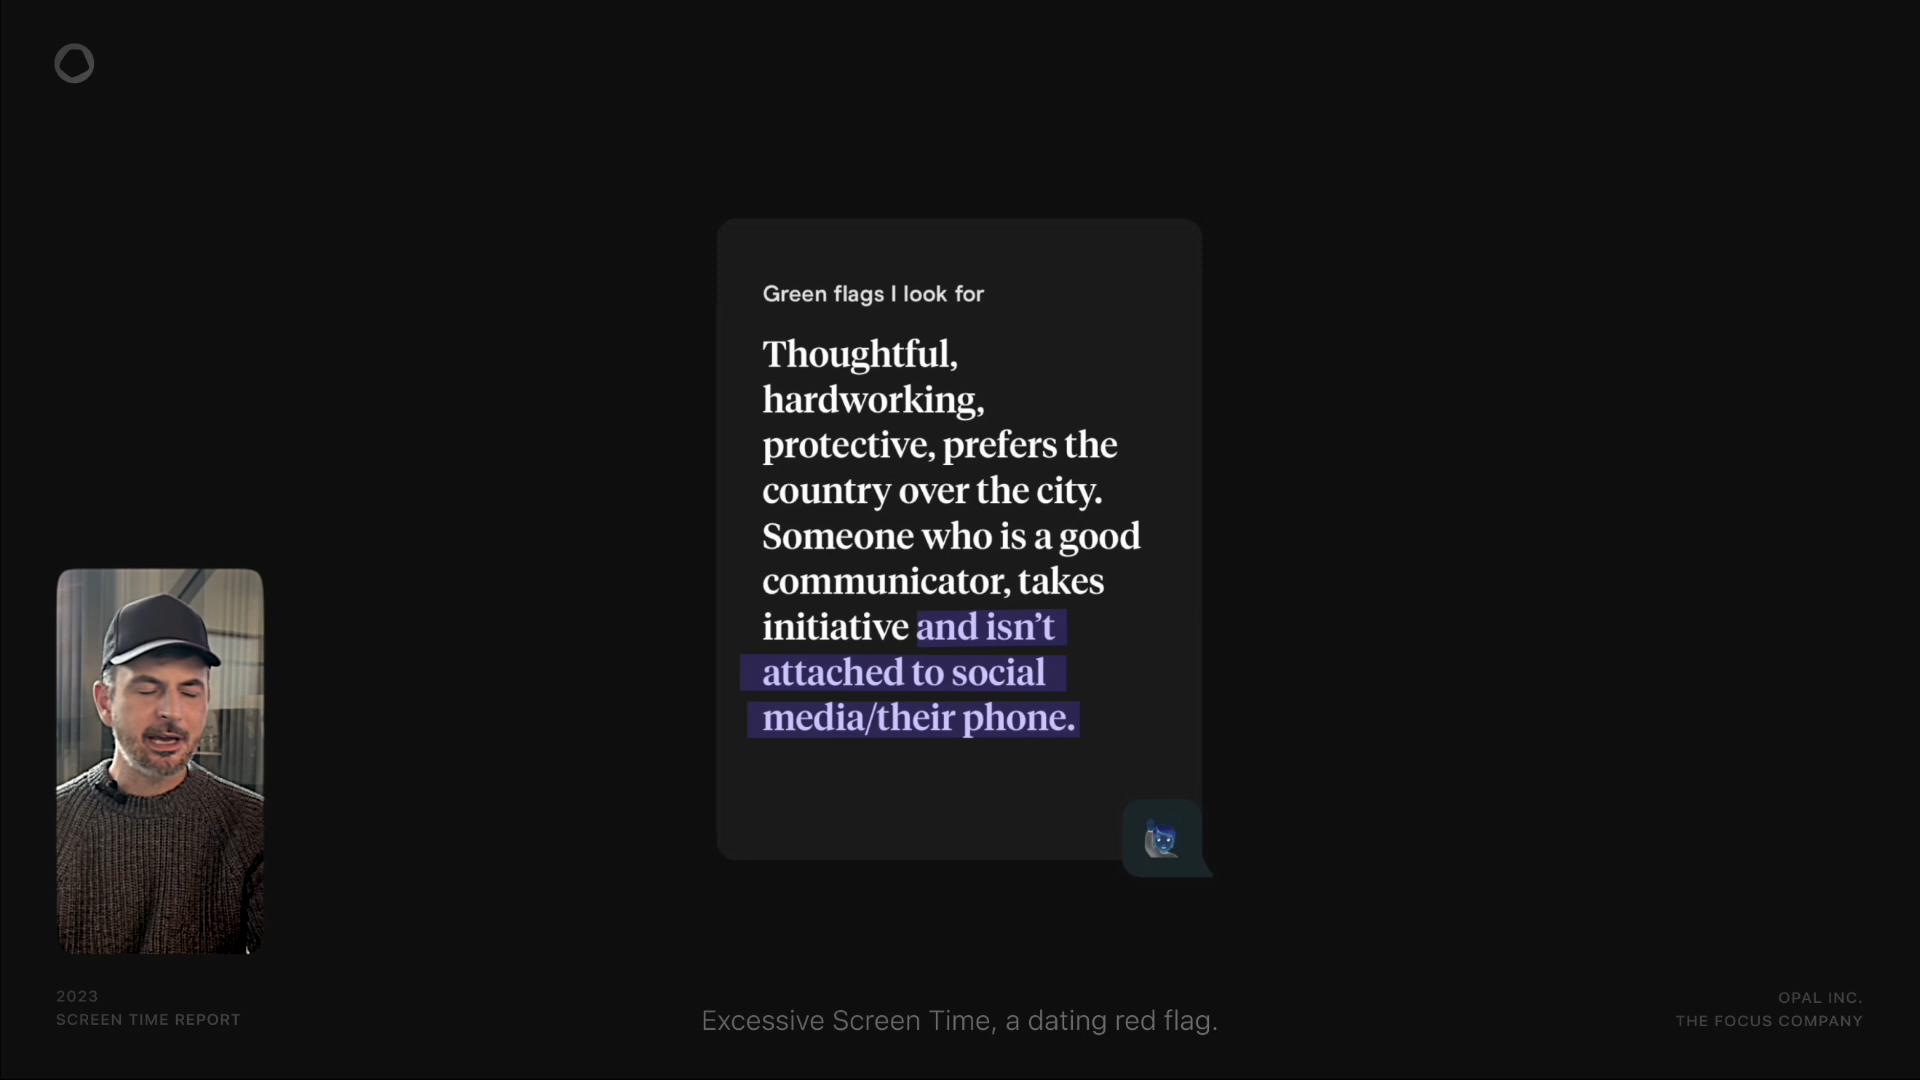 Green flags I look for
Thoughtful,
hardworking,
protective, prefers the
country over the city.
Someone who is a good
communicator, takes
initiative and isn’t
attached to social
media/their phone.
2023
SCREEN TIME REPORT
Excessive Screen Time, a dating red flag.
OPAL INC.
THE FOCUS COMPANY